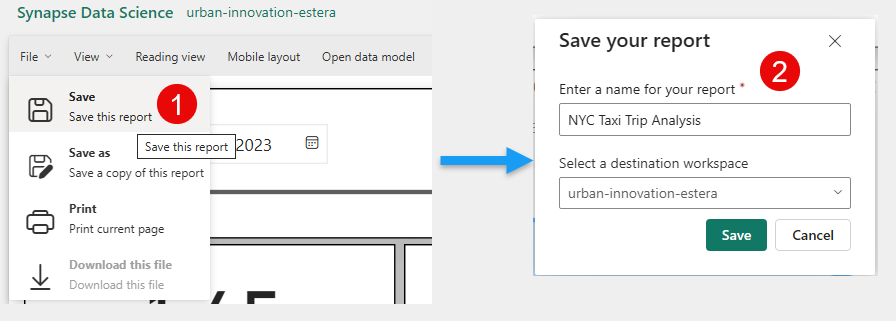 Synapse Data Science urban-innovation-estera
File View Reading view Mobile layout Open data model
Save
Save this report
1
Save this report
2023
Save as
Save a copy of this report
Print
Print current page
Download this file
Download this file
Save your report
2
Enter a name for your report *
NYC Taxi Trip Analysis
Select a destination workspace
urban-innovation-estera
Save Cancel